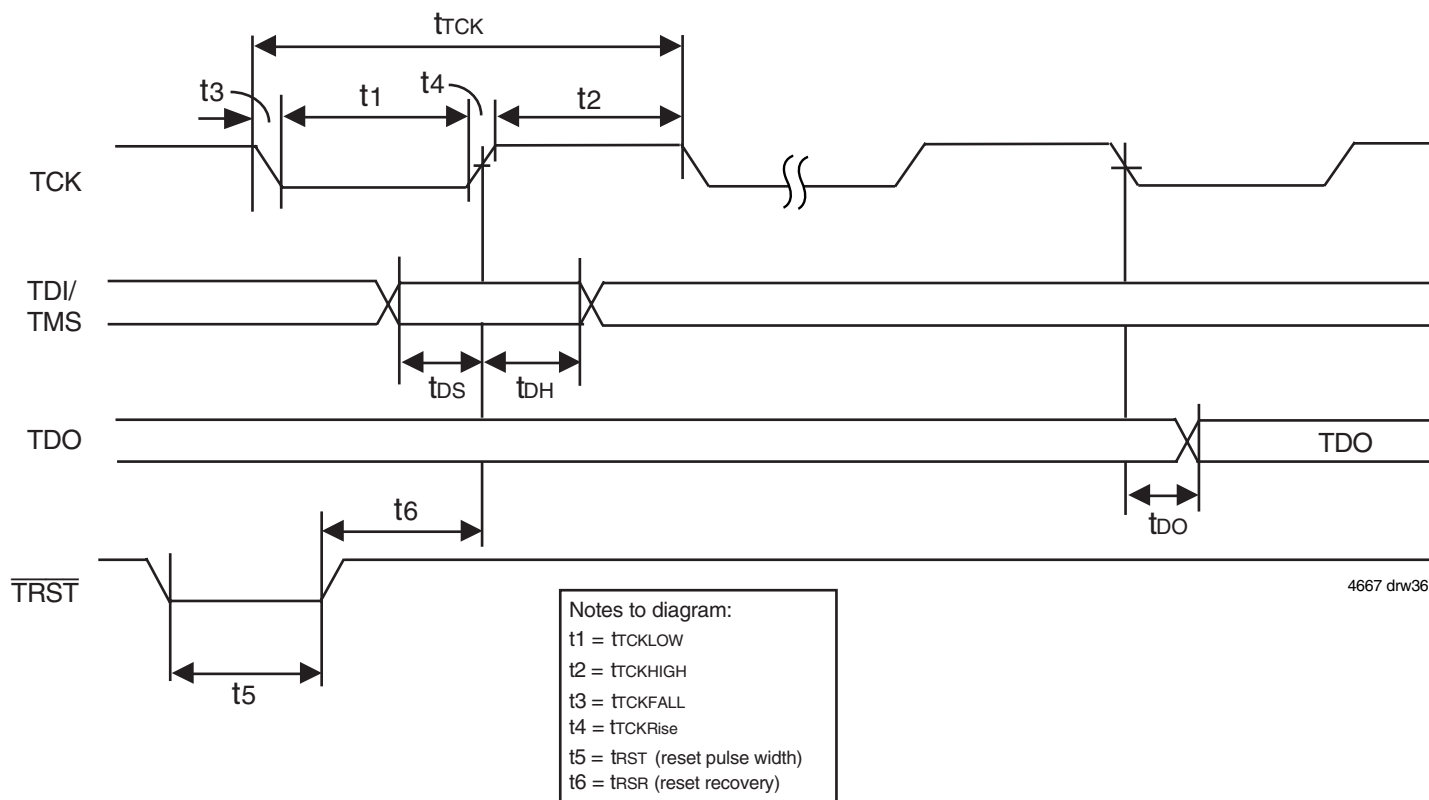 tTCK
t3
t1
t4
t2
TCK
TDI/
TMS
tDS
tDH
TDO
TDO
t6
tDO
TRST
4667 drw36
t5
Notes to diagram:
t1 = tTCKLOW
t2 = tTCKHIGH
t3 = tTCKFALL
t4 = tTCKRise
t5 = tRST (reset pulse width)
t6 = tRSR (reset recovery)